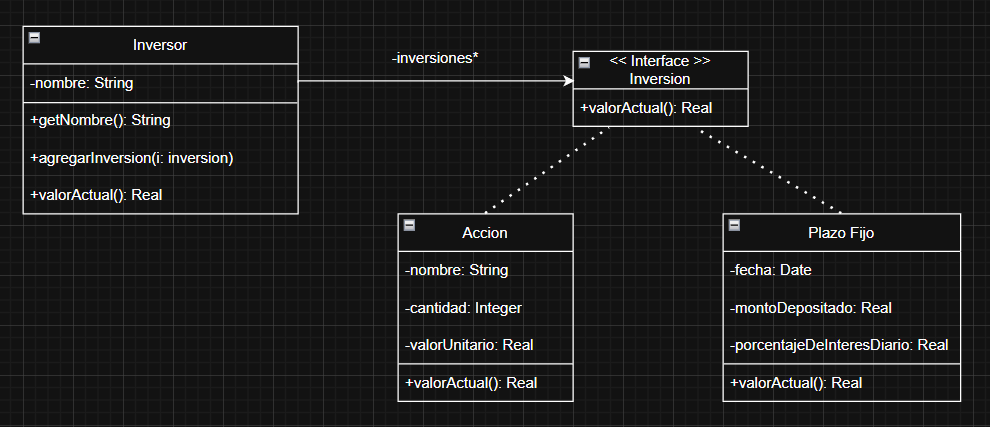 Inversor
-nombre: String
+getNombre(): String
+agregarInversion(i: inversion)
+valorActual(): Real
-inversiones*
<< Interface >>
Inversion
+valorActual(): Real
Accion
-nombre: String
-cantidad: Integer
-valorUnitario: Real
+valorActual(): Real
Plazo Fijo
-fecha: Date
-montoDepositado: Real
-porcentajeDeInteresDiario: Real
+valorActual(): Real